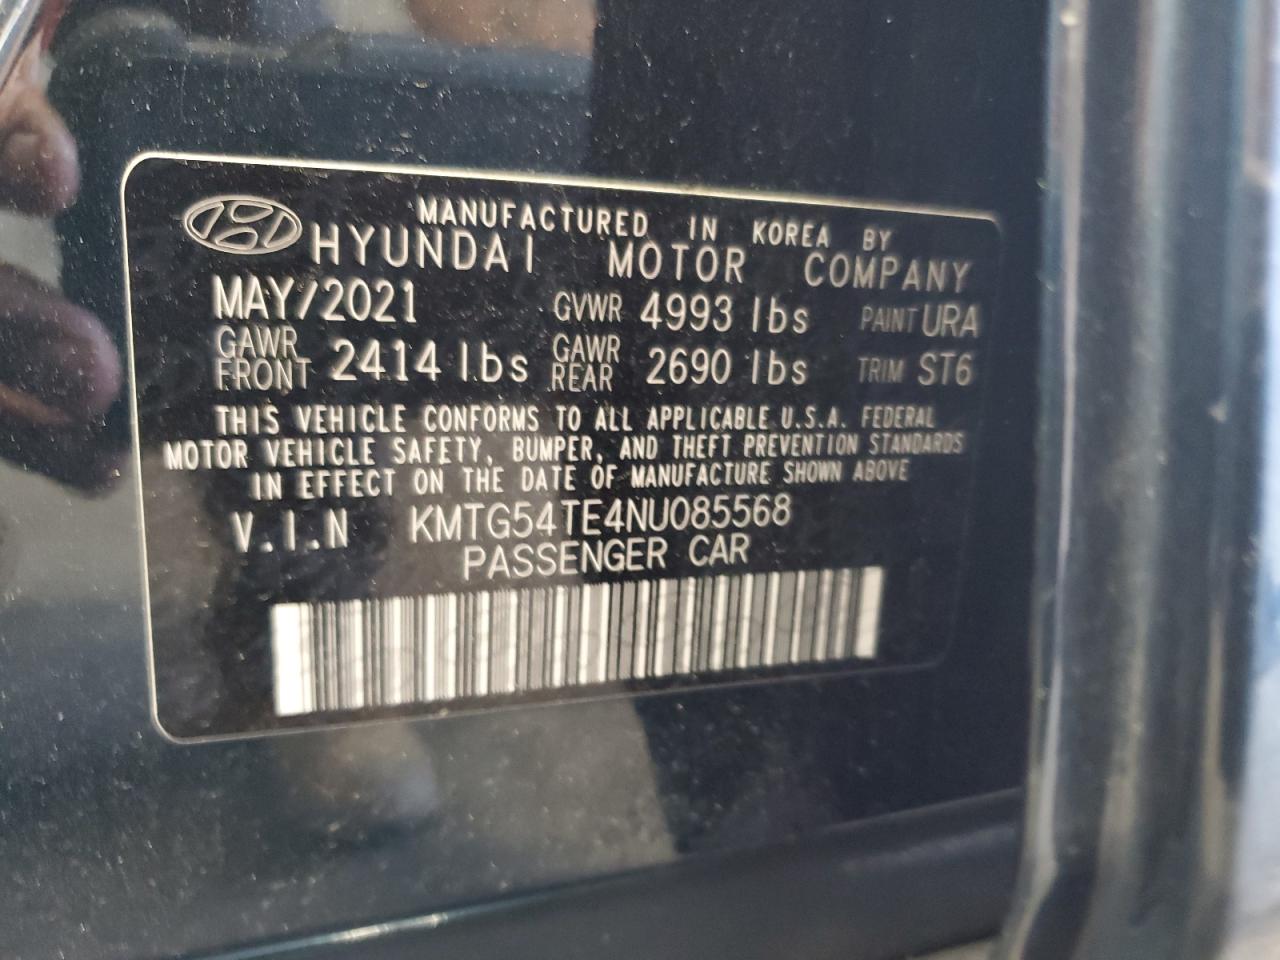 MANUFACTURED IN KOREA BY
HYUNDAI MOTOR COMPANY
MAY/2021 GVWR 4993 lbs PAINT URA
GAWR FRONT 2414 lbs GAWR REAR 2690 lbs TRIM ST6
THIS VEHICLE CONFORMS TO ALL APPLICABLE U.S.A. FEDERAL
MOTOR VEHICLE SAFETY, BUMPER, AND THEFT PREVENTION STANDARDS
IN EFFECT ON THE DATE OF MANUFACTURE SHOWN ABOVE
V.I.N KMTG54TE4NU085568
PASSENGER CAR